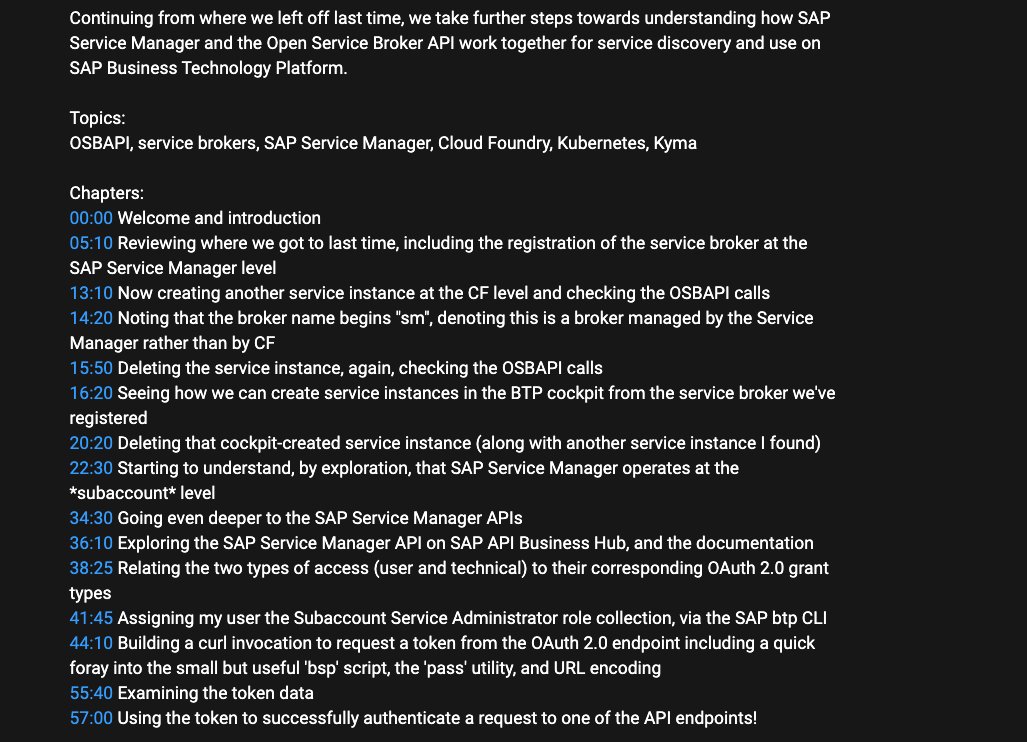 Continuing from where we left off last time, we take further steps towards understanding how SAP
Service Manager and the Open Service Broker API work together for service discovery and use on
SAP Business Technology Platform.
Topics:
OSBAPI, service brokers, SAP Service Manager, Cloud Foundry, Kubernetes, Kyma
Chapters:
00:00 Welcome and introduction
05:10 Reviewing where we got to last time, including the registration of the service broker at the
SAP Service Manager level
13:10 Now creating another service instance at the CF level and checking the OSBAPI calls
14:20 Noting that the broker name begins "sm", denoting this is a broker managed by the Service
Manager rather than by CF
15:50 Deleting the service instance, again, checking the OSBAPI calls
16:20 Seeing how we can create service instances in the BTP cockpit from the service broker we've
registered
20:20 Deleting that cockpit-created service instance (along with another service instance I found)
22:30 Starting to understand, by exploration, that SAP Service Manager operates at the
*subaccount* level
34:30 Going even deeper to the SAP Service Manager APIs
36:10 Exploring the SAP Service Manager API on SAP API Business Hub, and the documentation
38:25 Relating the two types of access (user and technical) to their corresponding OAuth 2.0 grant
types
41:45 Assigning my user the Subaccount Service Administrator role collection, via the SAP btp CLI
44:10 Building a curl invocation to request a token from the OAuth 2.0 endpoint including a quick
foray into the small but useful 'bsp' script, the 'pass' utility, and URL encoding
55:40 Examining the token data
57:00 Using the token to successfully authenticate a request to one of the API endpoints!